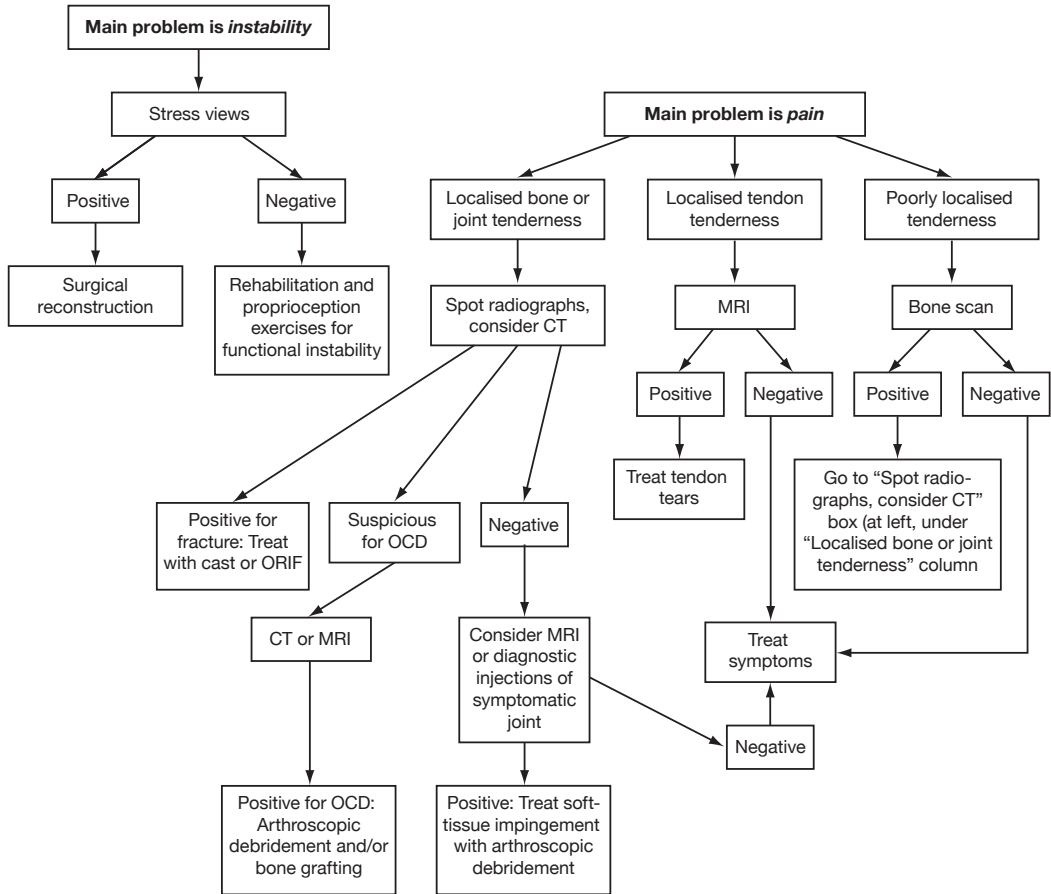 Main problem is instability
Stress views
Positive
Negative
Surgical
reconstruction
Rehabilitation and
proprioception
exercises for
functional instability
Main problem is pain
Localised bone or
joint tenderness
Localised tendon
tenderness
Poorly localised
tenderness
Spot radiographs,
consider CT
MRI
Bone scan
Positive
Negative
Positive
Negative
Treat tendon
tears
Go to “Spot radio-
graphs, consider CT”
box (at left, under
“Localised bone or joint
tenderness” column
Positive for
fracture: Treat
with cast or ORIF
Suspicious
for OCD
Negative
CT or MRI
Consider MRI
or diagnostic
injections of
symptomatic
joint
Treat
symptoms
Negative
Positive for OCD:
Arthroscopic
debridement and/or
bone grafting
Positive: Treat soft-
tissue impingement
with arthroscopic
debridement